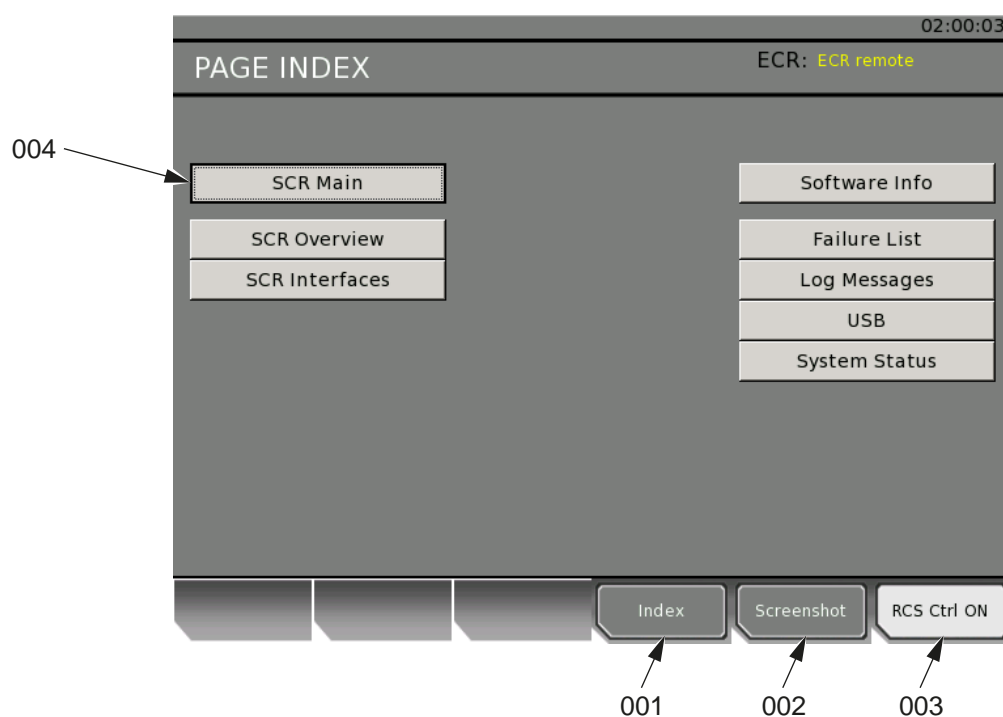 02:00:03
PAGE INDEX
ECR: ECR remote
004
SCR Main
Software Info
SCR Overview
Failure List
SCR Interfaces
Log Messages
USB
System Status
Index
Screenshot
RCS Ctrl ON
001
002
003